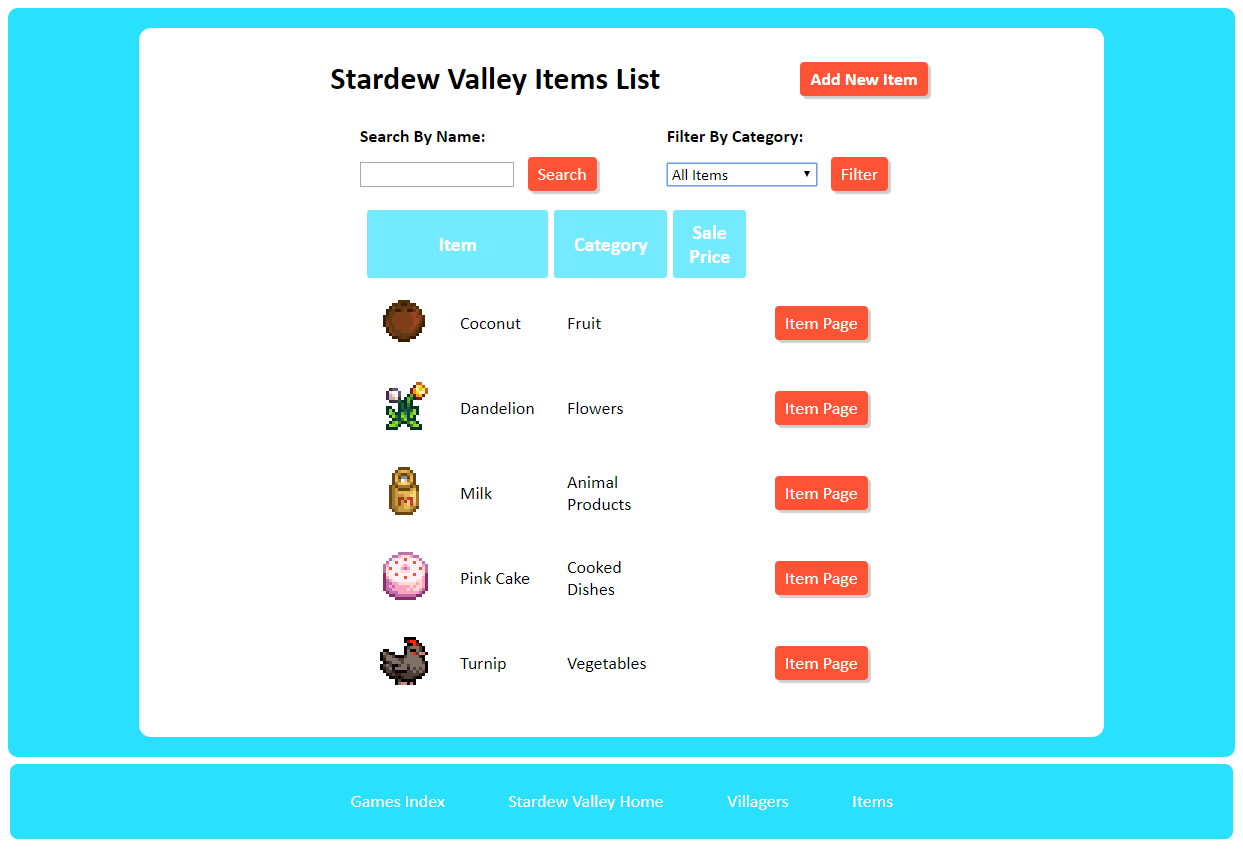 Stardew Valley Items List
Add New Item
Search By Name:
Filter By Category:
Search
All Items
Filter
Item
Category
Sale
Price
Coconut
Fruit
Item Page
Dandelion
Flowers
Item Page
Milk
Animal
Products
Item Page
Pink Cake
Cooked
Dishes
Item Page
Turnip
Vegetables
Item Page
Games Index
Stardew Valley Home
Villagers
Items